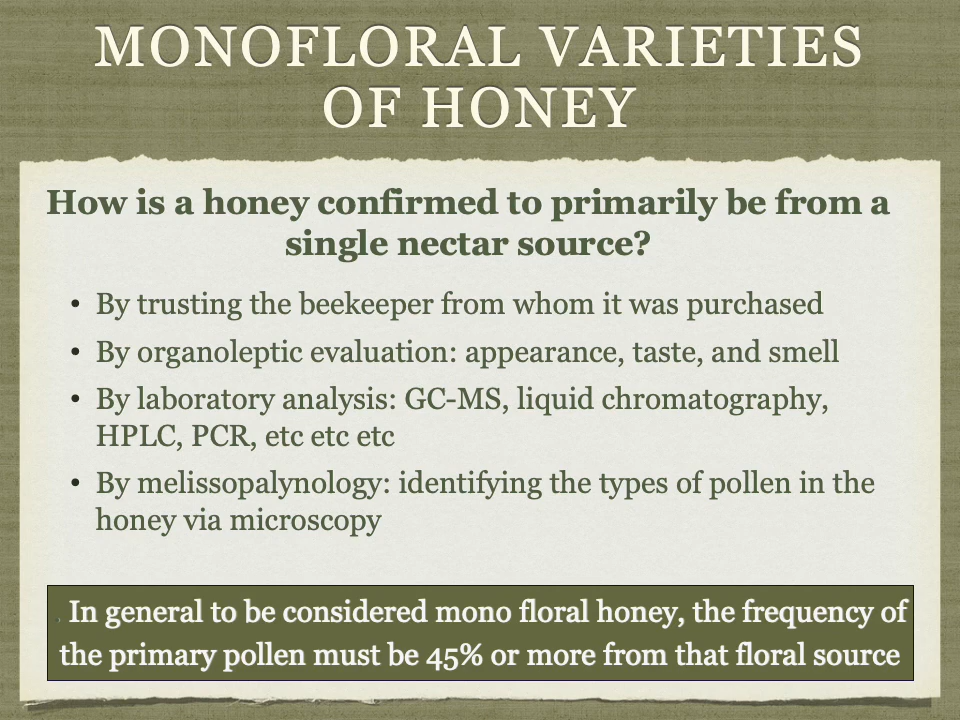 MONOFLORAL VARIETIES
OF HONEY
How is a honey confirmed to primarily be from a
single nectar source?
• By trusting the beekeeper from whom it was purchased
• By organoleptic evaluation: appearance, taste, and smell
• By laboratory analysis: GC-MS, liquid chromatography,
HPLC, PCR, etc etc etc
• By melissopalynology: identifying the types of pollen in the
honey via microscopy
. In general to be considered mono floral honey, the frequency of
the primary pollen must be 45% or more from that floral source